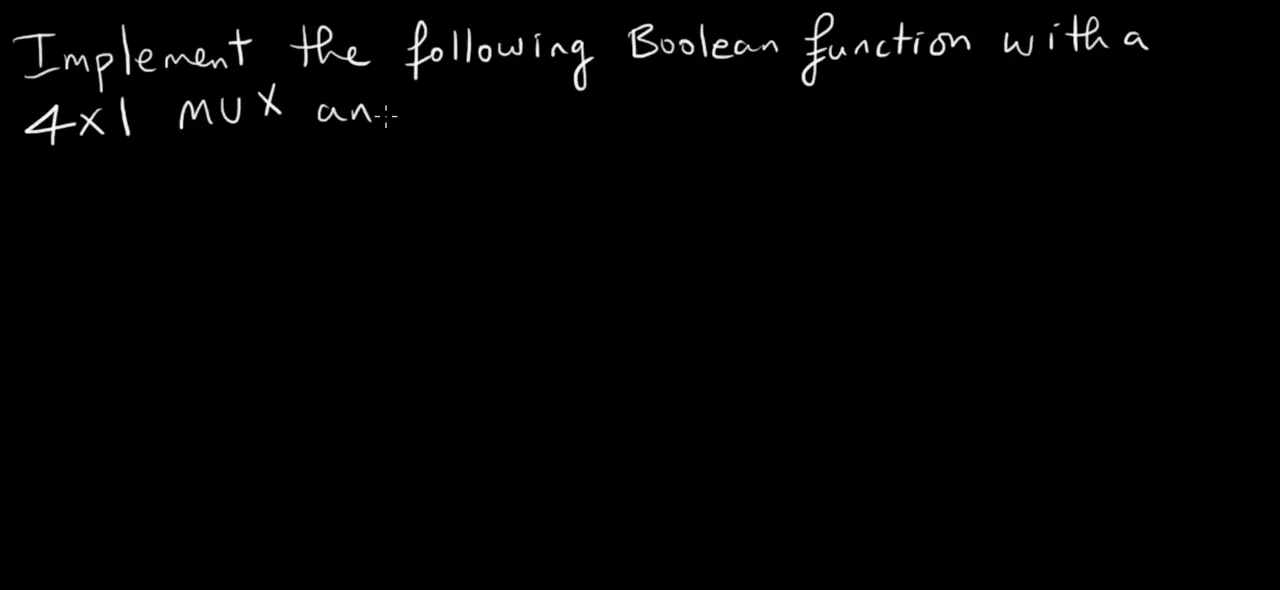 Implement the following Boolean function with a
4x1 MUX an